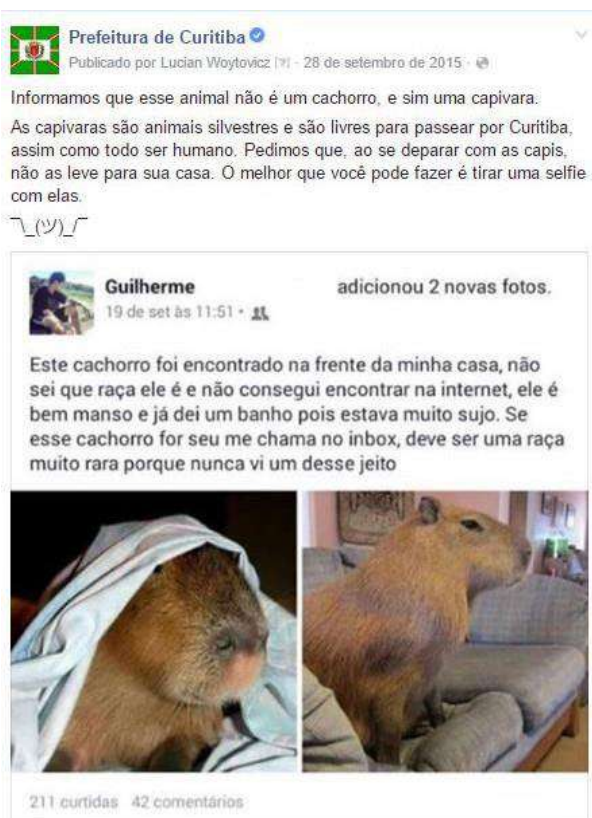 Prefeitura de Curitiba
Publicado por Lucian Woytovicz [?] · 28 de setembro de 2015 ·
Informamos que esse animal não é um cachorro, e sim uma capivara.
As capivaras são animais silvestres e são livres para passear por Curitiba,
assim como todo ser humano. Pedimos que, ao se deparar com as capis,
não as leve para sua casa. O melhor que você pode fazer é tirar uma selfie
com elas.
¯\_(ツ)_/¯
Guilherme adicionou 2 novas fotos.
19 de set às 11:51 ·
Este cachorro foi encontrado na frente da minha casa, não
sei que raça ele é e não consegui encontrar na internet, ele é
bem manso e já dei um banho pois estava muito sujo. Se
esse cachorro for seu me chama no inbox, deve ser uma raça
muito rara porque nunca vi um desse jeito
211 curtidas 42 comentários